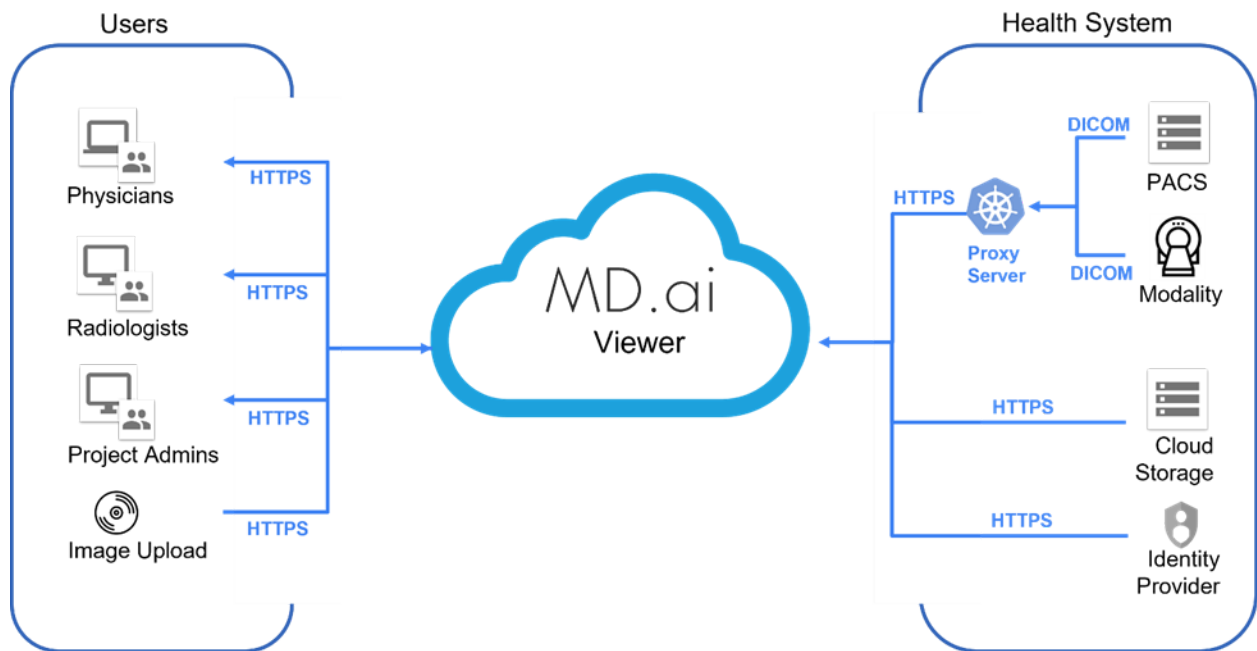 Users
HTTPS
Physicians
HTTPS
Radiologists
HTTPS
Project Admins
HTTPS
Image Upload
MD.ai
Viewer
Health System
DICOM
PACS
HTTPS
Proxy
Server
DICOM
Modality
HTTPS
Cloud
Storage
HTTPS
Identity
Provider